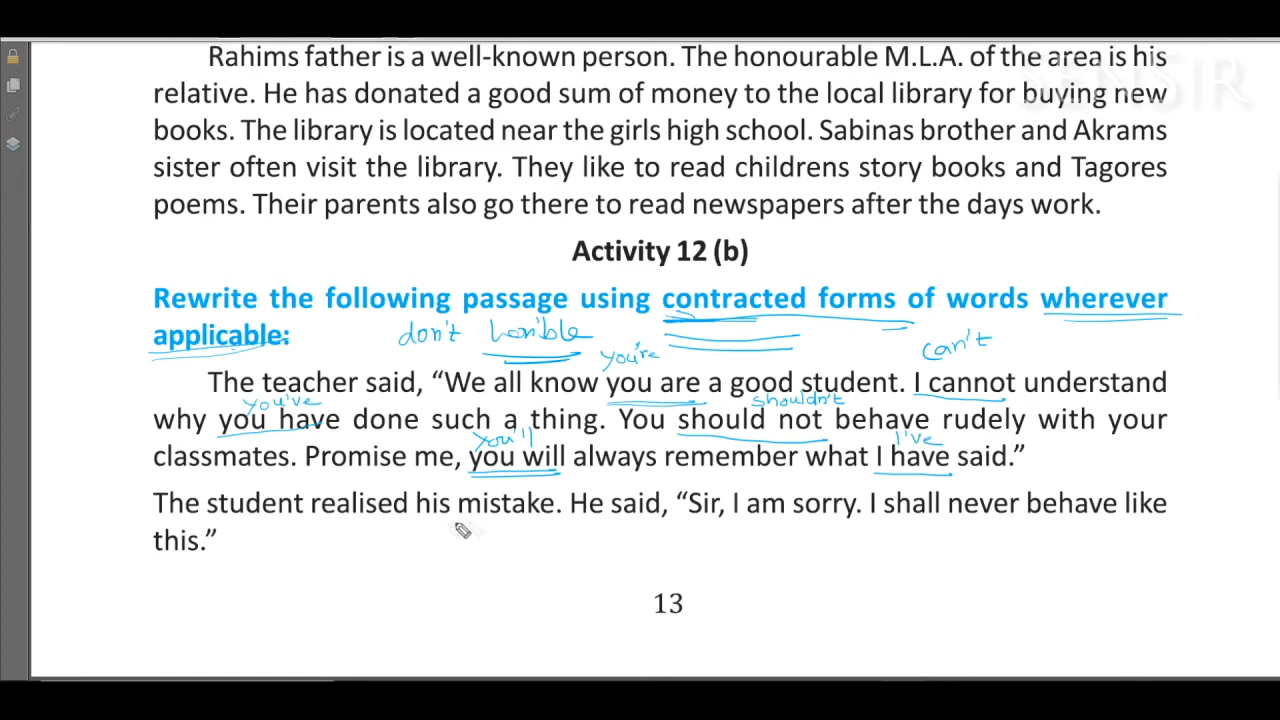 SENSIR
Rahims father is a well-known person. The honourable M.L.A. of the area is his
relative. He has donated a good sum of money to the local library for buying new
books. The library is located near the girls high school. Sabinas brother and Akrams
sister often visit the library. They like to read childrens story books and Tagores
poems. Their parents also go there to read newspapers after the days work.
Activity 12 (b)
Rewrite the following passage using contracted forms of words wherever
applicable:
don't
you're
can't
The teacher said, “We all know you are a good student. I cannot understand
you've
shouldn't
why you have done such a thing. You should not behave rudely with your
you'll
I've
classmates. Promise me, you will always remember what I have said.”
The student realised his mistake. He said, “Sir, I am sorry. I shall never behave like
this.”
13